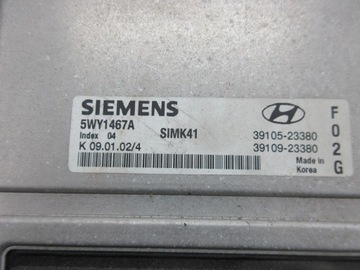 SIEMENS
5WY1467A
Index 04 SIMK41
K 09.01.02/4
39105-23380
39109-23380
Made in
Korea
F
0
2
G